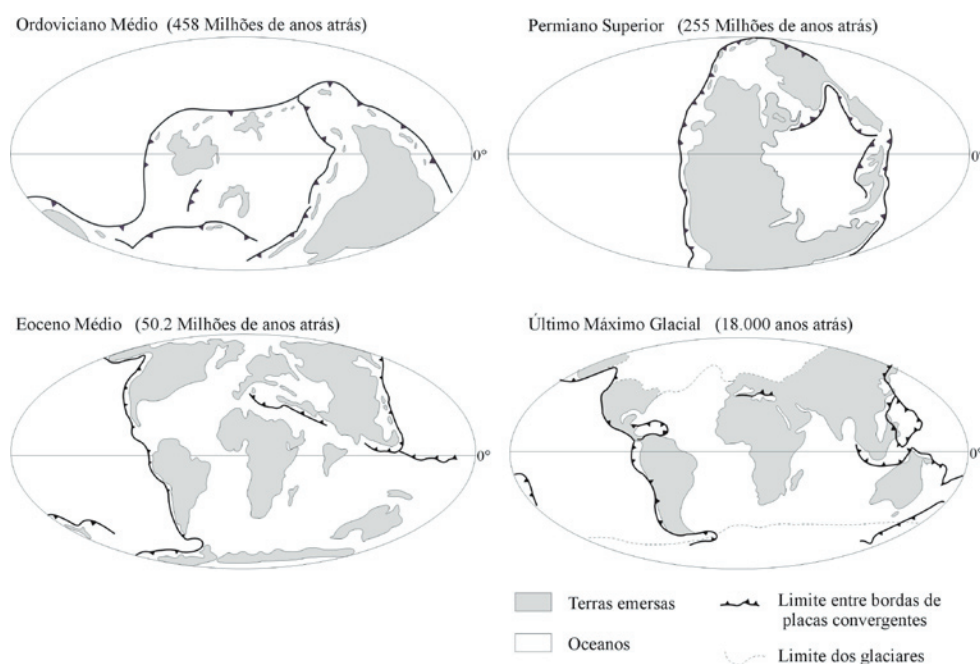 Ordoviciano Médio (458 Milhões de anos atrás)
Permiano Superior (255 Milhões de anos atrás)
0°
0°
Eoceno Médio (50.2 Milhões de anos atrás)
Último Máximo Glacial (18.000 anos atrás)
0°
0°
Terras emersas
Oceanos
Limite entre bordas de
placas convergentes
Limite dos glaciares